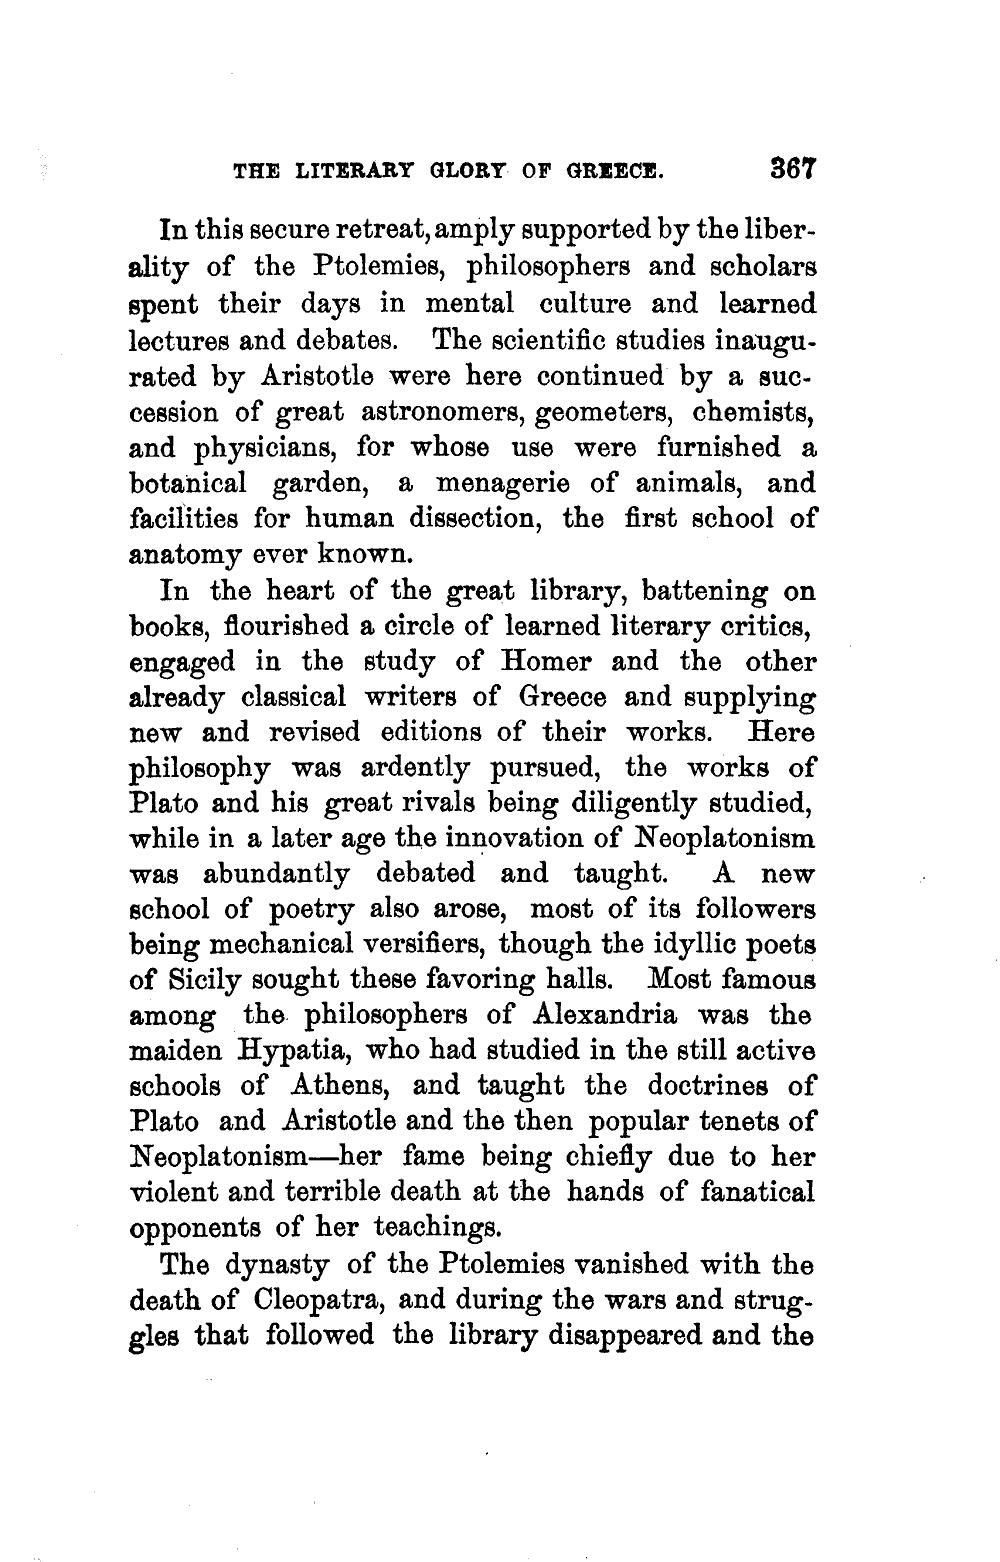 THE LITERARY GLORY OF GREECE. 367
In this secure retreat, amply supported by the liber-
ality of the Ptolemies, philosophers and scholars
spent their days in mental culture and learned
lectures and debates. The scientific studies inaugu-
rated by Aristotle were here continued by a suc-
cession of great astronomers, geometers, chemists,
and physicians, for whose use were furnished a
botanical garden, a menagerie of animals, and
facilities for human dissection, the first school of
anatomy ever known.
In the heart of the great library, battening on
books, flourished a circle of learned literary critics,
engaged in the study of Homer and the other
already classical writers of Greece and supplying
new and revised editions of their works. Here
philosophy was ardently pursued, the works of
Plato and his great rivals being diligently studied,
while in a later age the innovation of Neoplatonism
was abundantly debated and taught. A new
school of poetry also arose, most of its followers
being mechanical versifiers, though the idyllic poets
of Sicily sought these favoring halls. Most famous
among the philosophers of Alexandria was the
maiden Hypatia, who had studied in the still active
schools of Athens, and taught the doctrines of
Plato and Aristotle and the then popular tenets of
Neoplatonism—her fame being chiefly due to her
violent and terrible death at the hands of fanatical
opponents of her teachings.
The dynasty of the Ptolemies vanished with the
death of Cleopatra, and during the wars and strug-
gles that followed the library disappeared and the